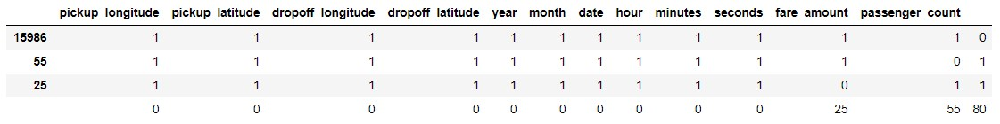 pickup_longitude pickup_latitude dropoff_longitude dropoff_latitude year month date hour minutes seconds fare_amount passenger_count
15986 1 1 1 1 1 1 1 1 1 1 1 1 0
55 1 1 1 1 1 1 1 1 1 1 1 0 1
25 1 1 1 1 1 1 1 1 1 1 0 1 1
0 0 0 0 0 0 0 0 0 0 25 55 80